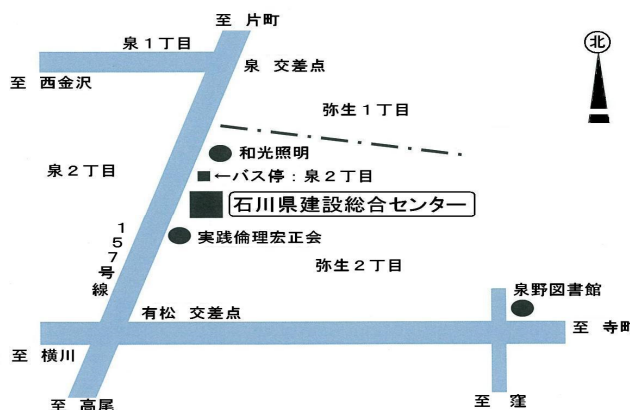 至 片町
泉1丁目
北
泉 交差点
至 西金沢
弥生1丁目
和光照明
泉2丁目
←バス停：泉2丁目
石川県建設総合センター
157号線
実践倫理宏正会
弥生2丁目
泉野図書館
有松 交差点
至 寺町
至 横川
至 高尾
至 窪